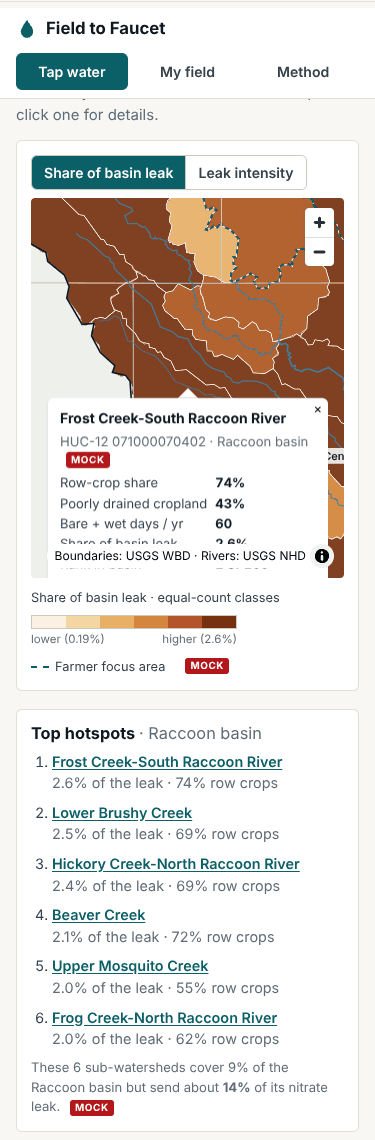 Field to Faucet
Tap water
My field
Method
click one for details.
Share of basin leak
Leak intensity
+
−
×
Frost Creek-South Raccoon River
HUC-12 071000070402 · Raccoon basin
MOCK
Row-crop share 74%
Poorly drained cropland 43%
Bare + wet days / yr 60
Share of basin leak 2.6%
Cen
Boundaries: USGS WBD · Rivers: USGS NHD
Share of basin leak · equal-count classes
lower (0.19%)
higher (2.6%)
Farmer focus area
MOCK
Top hotspots · Raccoon basin
1. Frost Creek-South Raccoon River
2.6% of the leak · 74% row crops
2. Lower Brushy Creek
2.5% of the leak · 69% row crops
3. Hickory Creek-North Raccoon River
2.4% of the leak · 69% row crops
4. Beaver Creek
2.1% of the leak · 72% row crops
5. Upper Mosquito Creek
2.0% of the leak · 55% row crops
6. Frog Creek-North Raccoon River
2.0% of the leak · 62% row crops
These 6 sub-watersheds cover 9% of the
Raccoon basin but send about 14% of its nitrate
leak. MOCK